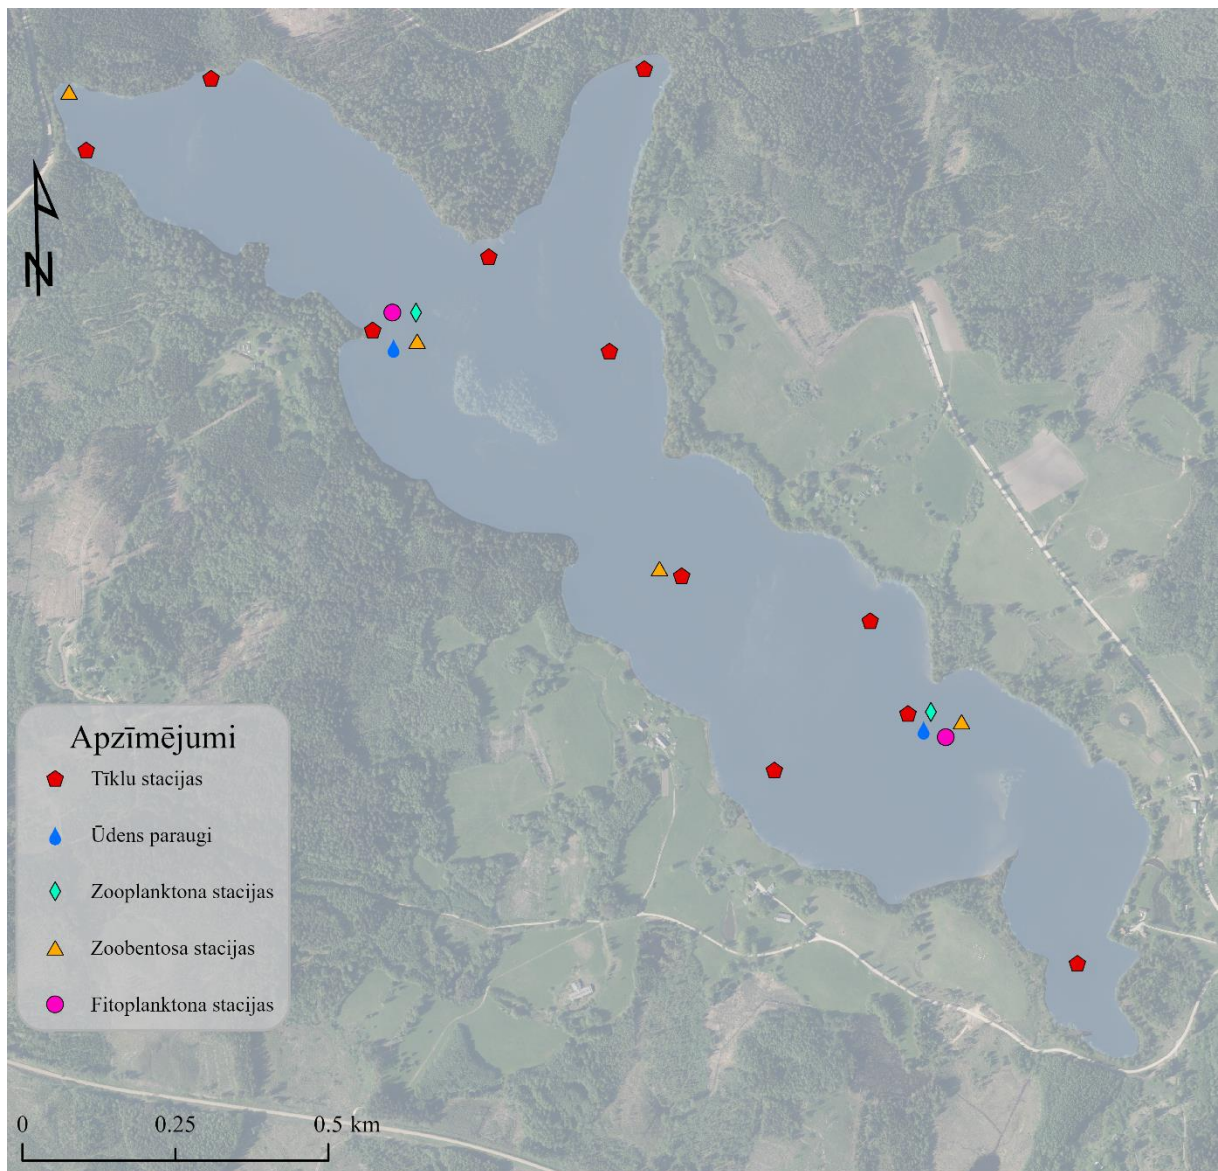 N
Apzīmējumi
Tīklu stacijas
Ūdens paraugi
Zooplanktona stacijas
Zoobentosa stacijas
Fitoplanktona stacijas
0 0.25 0.5 km